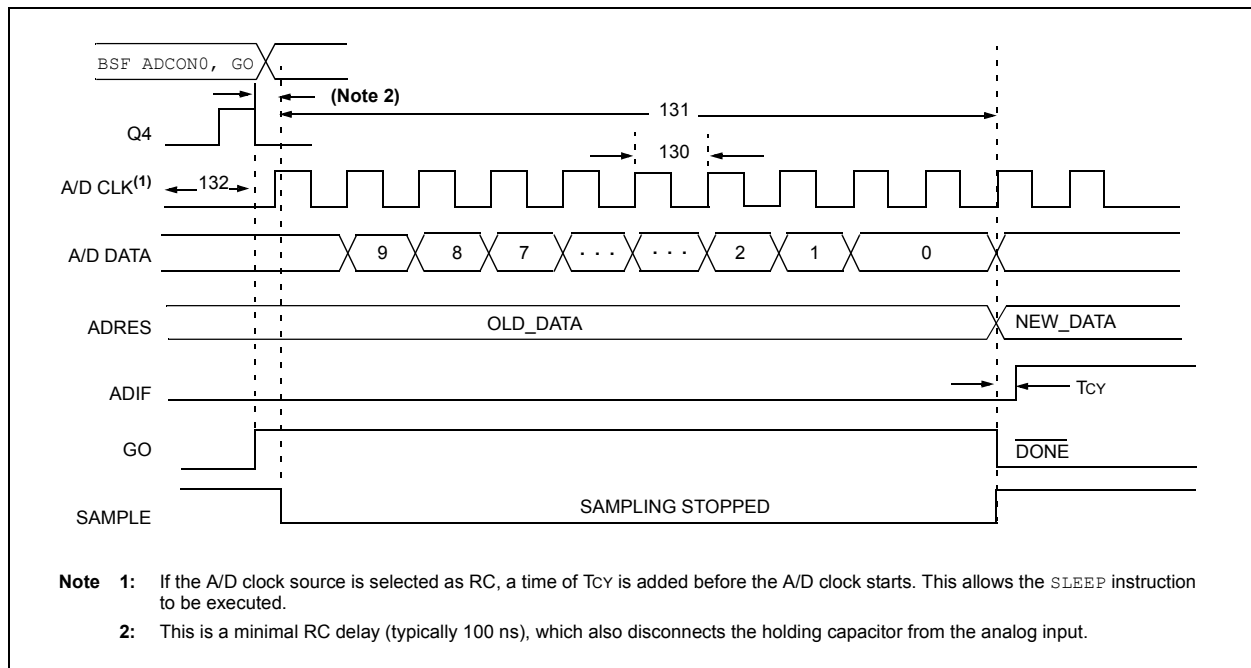 BSF ADCON0, GO
(Note 2)
131
Q4
130
A/D CLK(1)
132
A/D DATA
9 8 7 . . . . . . 2 1 0
ADRES
OLD_DATA
NEW_DATA
ADIF
TCY
GO
DONE
SAMPLE
SAMPLING STOPPED
Note 1: If the A/D clock source is selected as RC, a time of TCY is added before the A/D clock starts. This allows the SLEEP instruction
to be executed.
2: This is a minimal RC delay (typically 100 ns), which also disconnects the holding capacitor from the analog input.